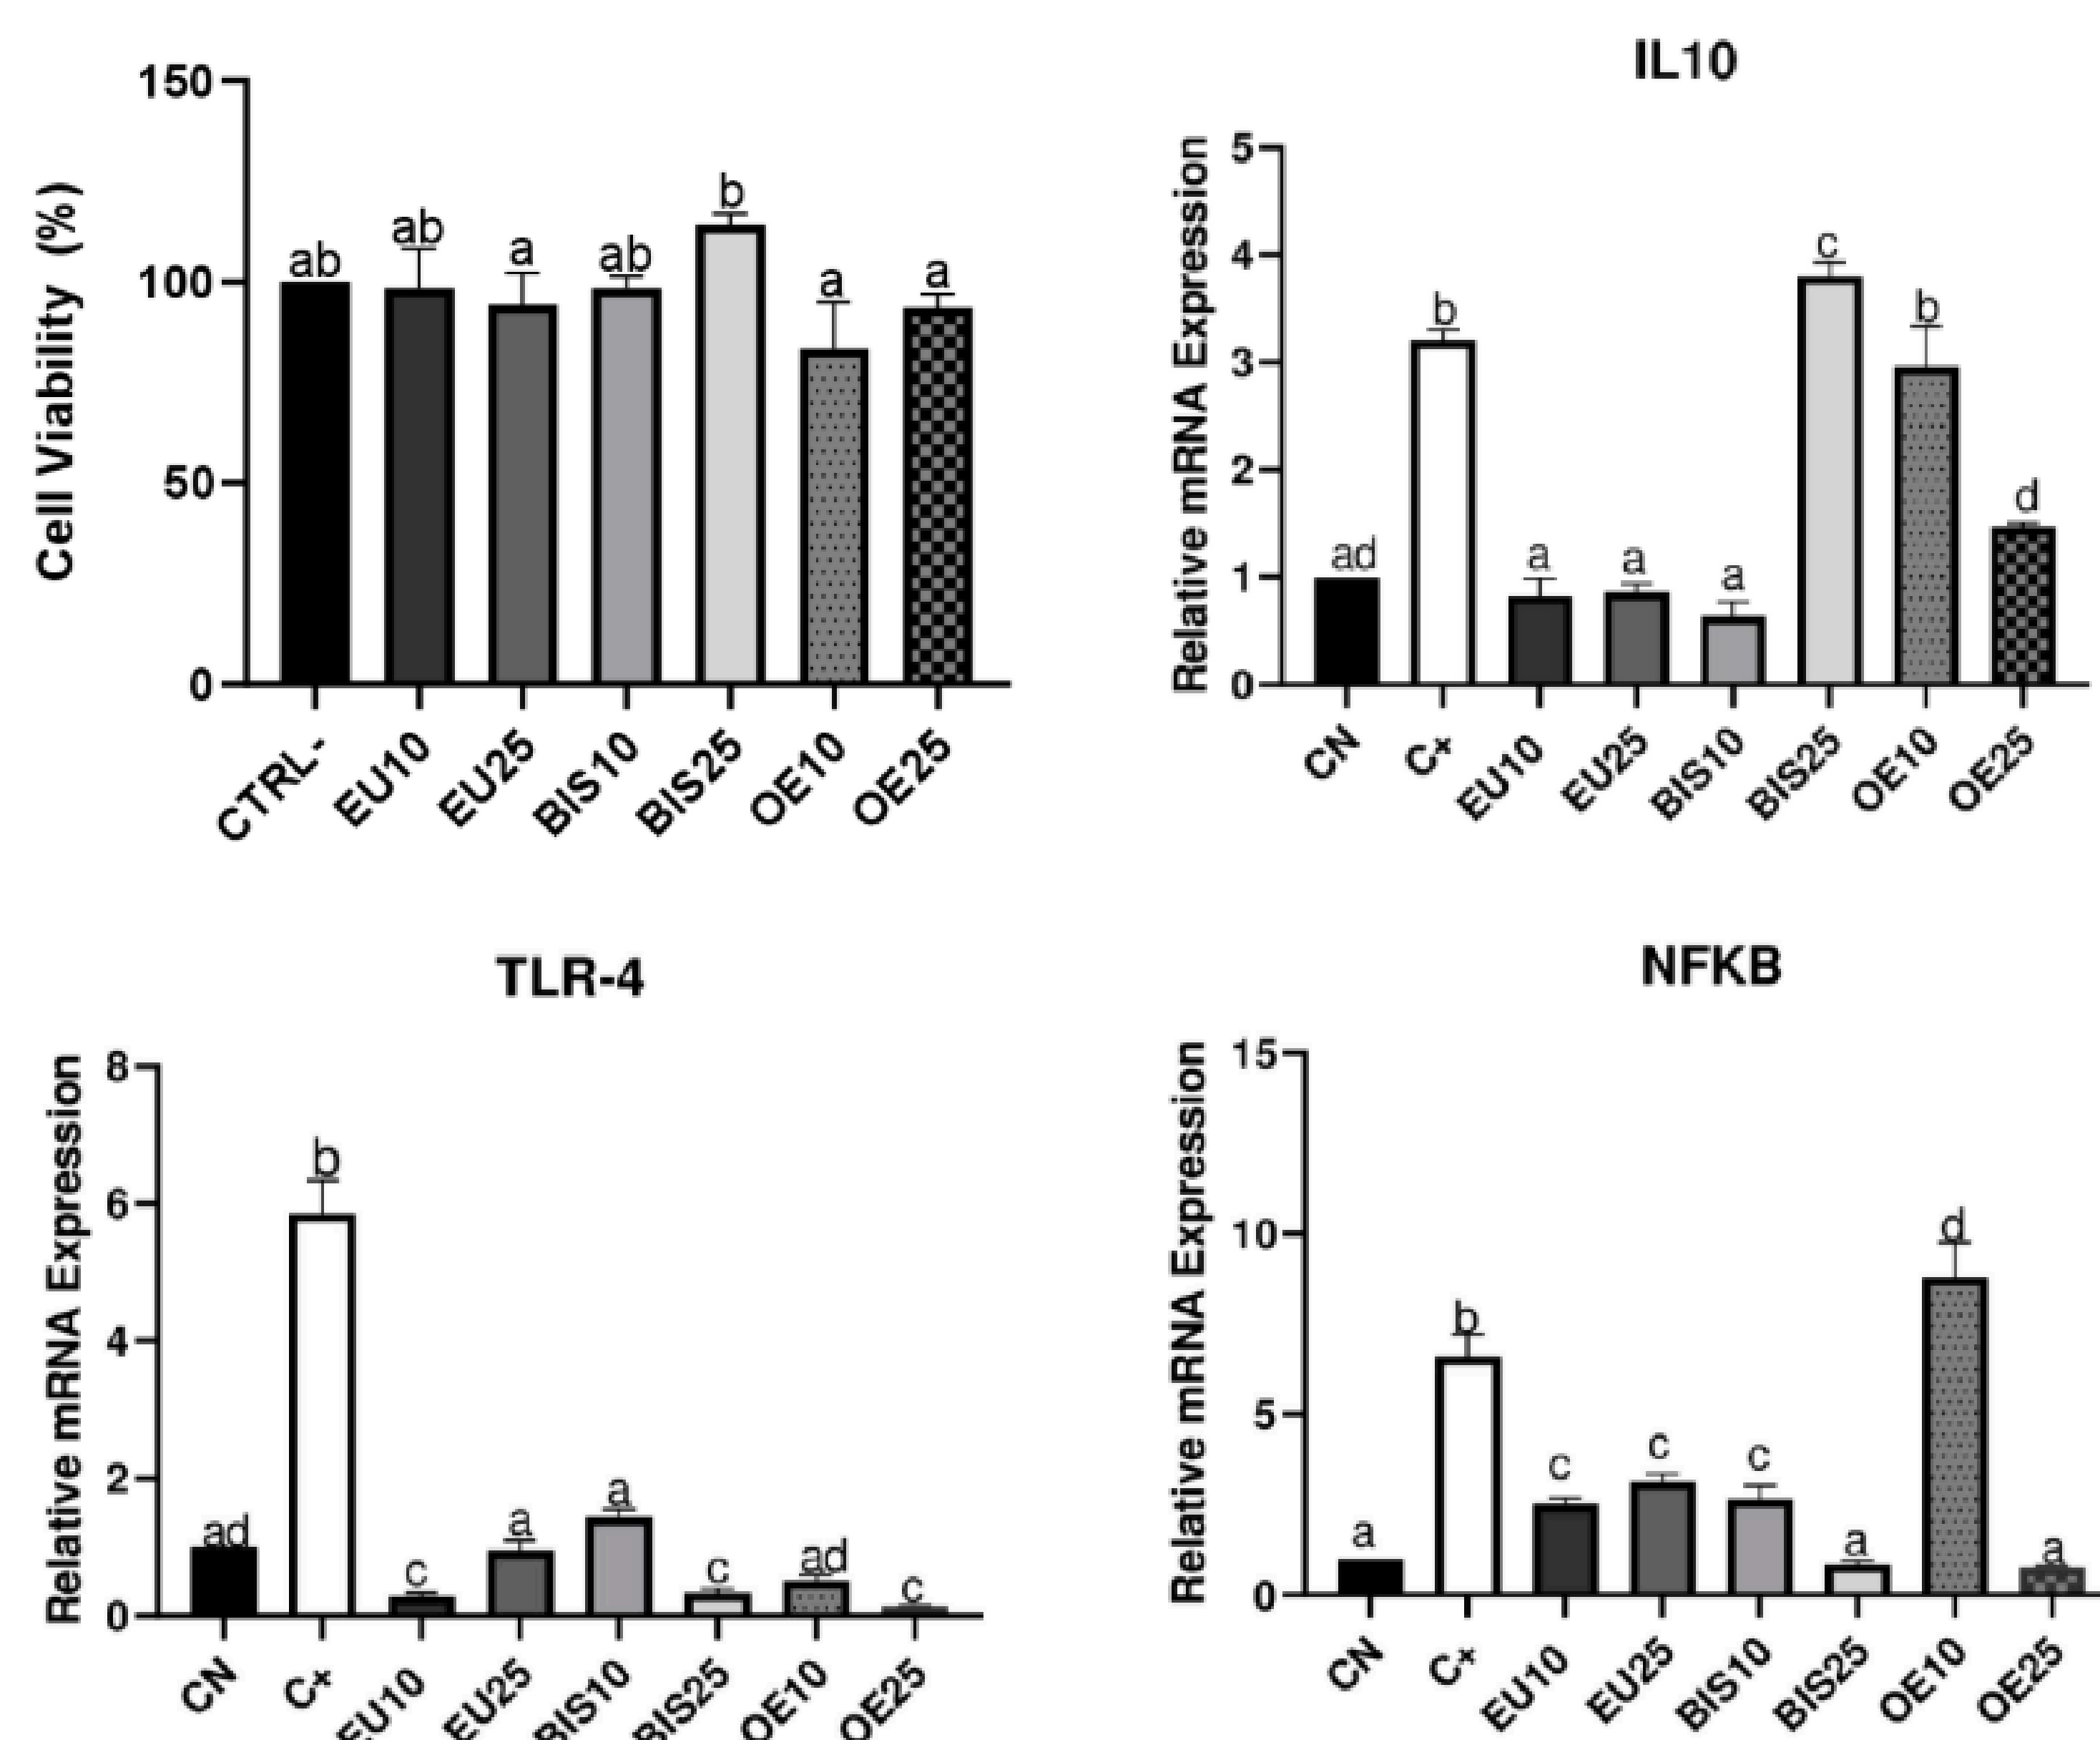 Cell Viability (%)
150
100
50
0
ab
ab
a
ab
b
a
a
CTRL-
EU10
EU25
BIS10
BIS25
OE10
OE25
IL10
Relative mRNA Expression
5
4
3
2
1
0
ad
b
a
a
a
c
b
d
CN
C+
EU10
EU25
BIS10
BIS25
OE10
OE25
TLR-4
Relative mRNA Expression
8
6
4
2
0
ad
b
c
a
a
c
ad
c
CN
C+
EU10
EU25
BIS10
BIS25
OE10
OE25
NFKB
Relative mRNA Expression
15
10
5
0
a
b
c
c
c
a
d
a
CN
C+
EU10
EU25
BIS10
BIS25
OE10
OE25